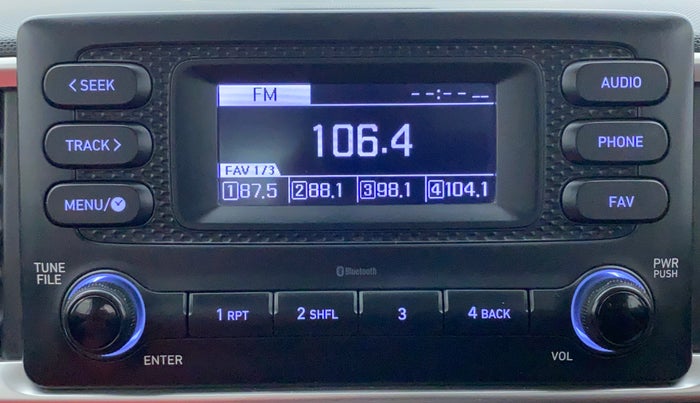 < SEEK
TRACK >
MENU/
FM --:-- --
106.4
FAV 1/3
1 87.5 2 88.1 3 98.1 4 104.1
AUDIO
PHONE
FAV
TUNE
FILE
ENTER
Bluetooth
1 RPT 2 SHFL 3 4 BACK
PWR
PUSH
VOL